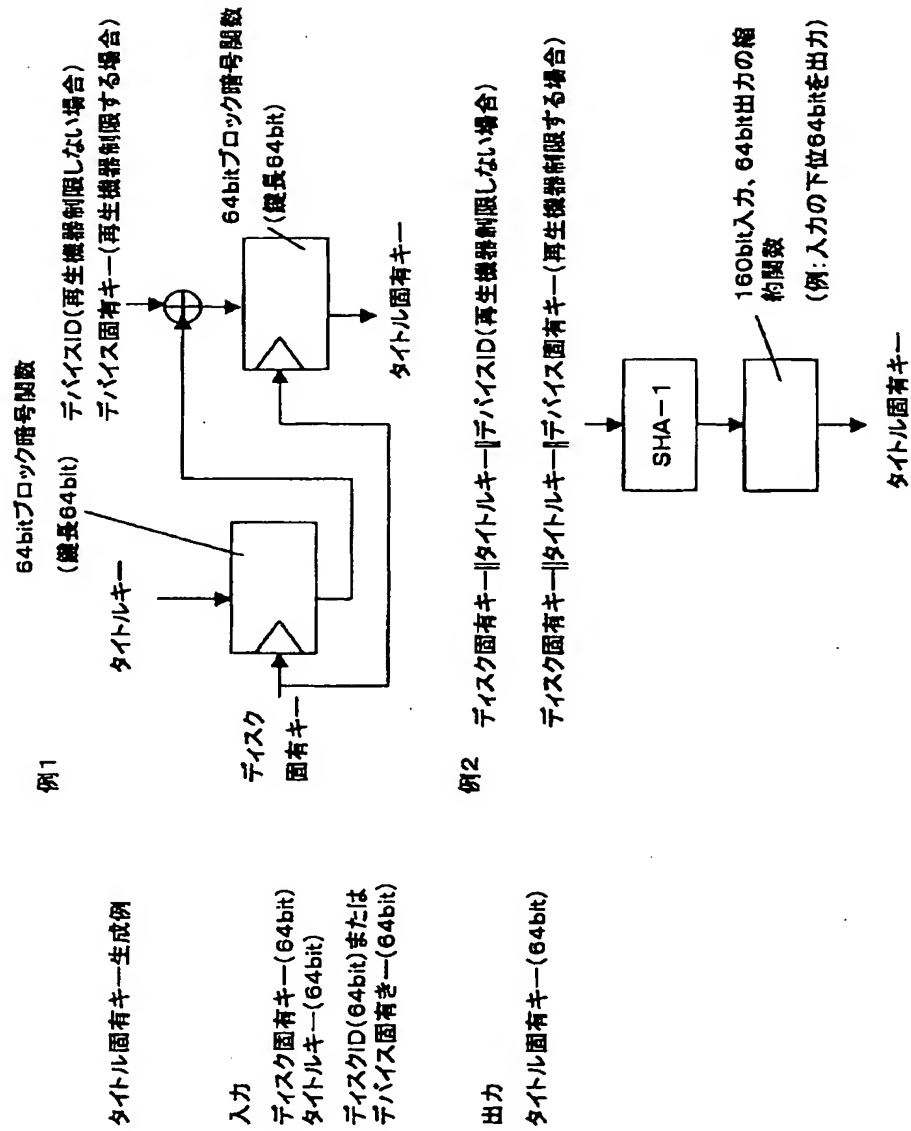 タイトル固有キー生成例
入力
ディスク固有キー(64bit)
タイトルキー(64bit)
ディスクID(64bit)または
デバイス固有き一(64bit)
出力
タイトル固有キー(64bit)
例1
64bitブロック暗号関数
(鍵長64bit)
タイトルキー
デバイスID(再生機器制限しない場合)
デバイス固有キー(再生機器制限する場合)
ディスク
固有キー
64bitブロック暗号関数
(鍵長64bit)
タイトル固有キー
例2
ディスク固有キー||タイトルキー||デバイスID(再生機器制限しない場合)
ディスク固有キー||タイトルキー||デバイス固有キー(再生機器制限する場合)
SHA-1
160bit入力、64bit出力の縮
約関数
(例:入力の下位64bitを出力)
タイトル固有キー